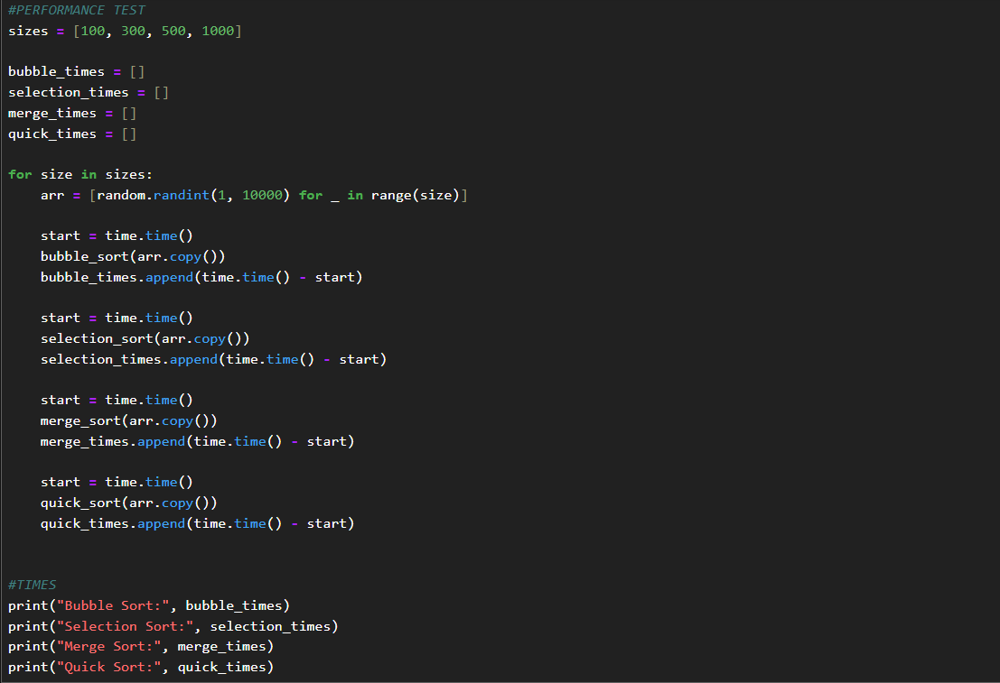 #PERFORMANCE TEST
sizes = [100, 300, 500, 1000]
bubble_times = []
selection_times = []
merge_times = []
quick_times = []
for size in sizes:
    arr = [random.randint(1, 10000) for _ in range(size)]
    start = time.time()
    bubble_sort(arr.copy())
    bubble_times.append(time.time() - start)
    start = time.time()
    selection_sort(arr.copy())
    selection_times.append(time.time() - start)
    start = time.time()
    merge_sort(arr.copy())
    merge_times.append(time.time() - start)
    start = time.time()
    quick_sort(arr.copy())
    quick_times.append(time.time() - start)
#TIMES
print("Bubble Sort:", bubble_times)
print("Selection Sort:", selection_times)
print("Merge Sort:", merge_times)
print("Quick Sort:", quick_times)